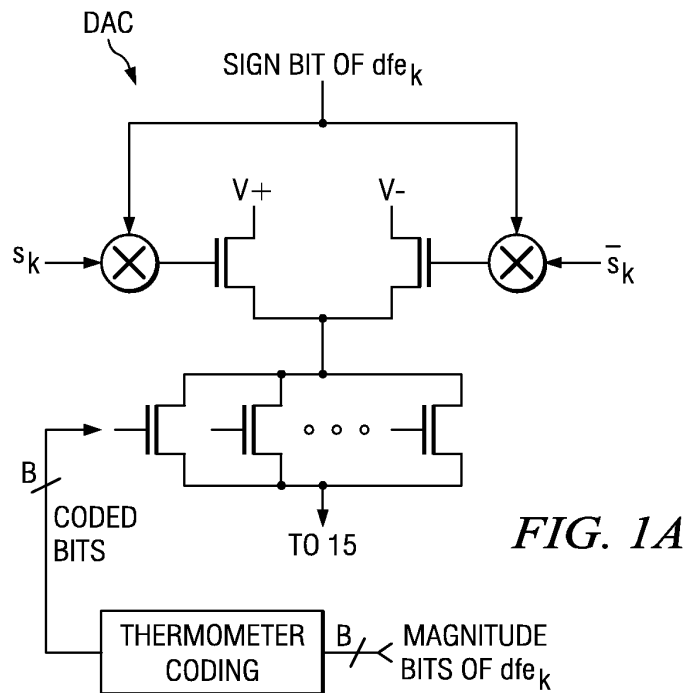 DAC
SIGN BIT OF dfe_k
V+
V-
s_k
s̅_k
B
CODED
BITS
TO 15
FIG. 1A
THERMOMETER
CODING
B
MAGNITUDE
BITS OF dfe_k